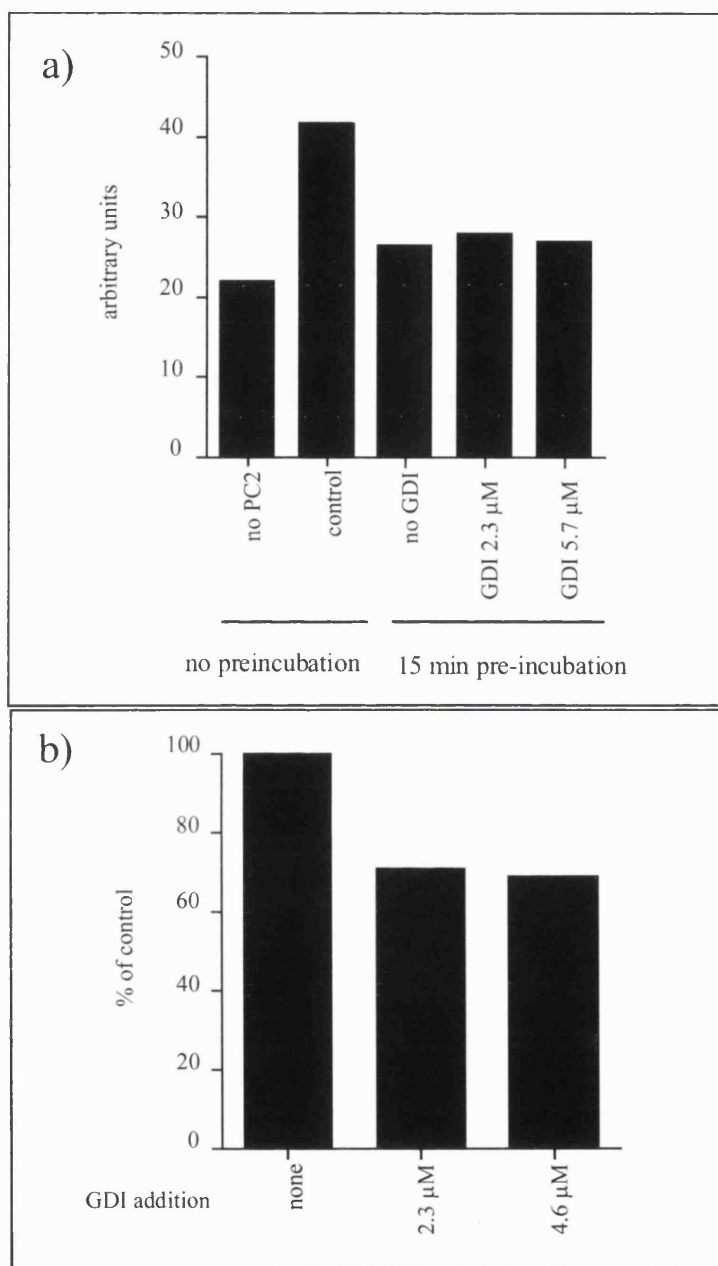 a)
50
40
30
20
10
0
arbitrary units
no PC2
control
no GDI
GDI 2.3 µM
GDI 5.7 µM
no preincubation
15 min pre-incubation
b)
100
80
60
40
20
0
% of control
GDI addition
none
2.3 µM
4.6 µM